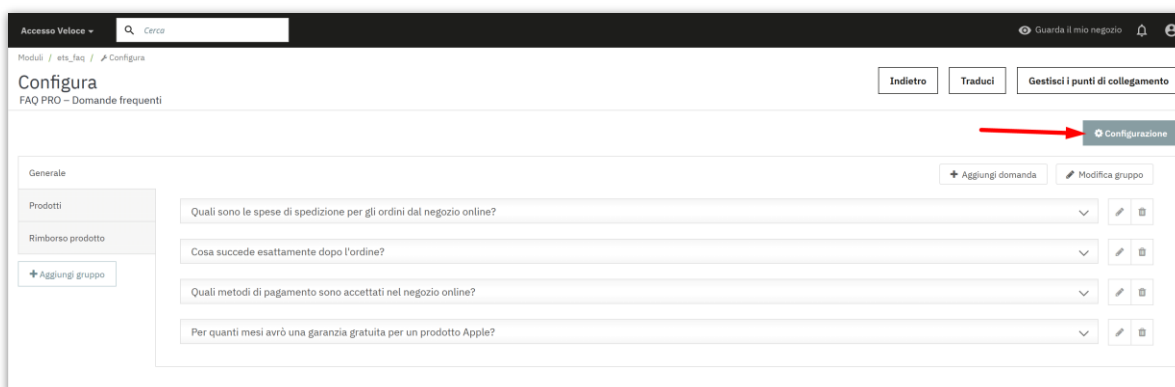 Accesso Veloce
Cerca
Guarda il mio negozio
Moduli / ets_faq / Configura
Configura
FAQ PRO – Domande frequenti
Indietro
Traduci
Gestisci i punti di collegamento
Configurazione
Generale
Prodotti
Rimborso prodotto
+ Aggiungi gruppo
+ Aggiungi domanda
Modifica gruppo
Quali sono le spese di spedizione per gli ordini dal negozio online?
Cosa succede esattamente dopo l'ordine?
Quali metodi di pagamento sono accettati nel negozio online?
Per quanti mesi avrò una garanzia gratuita per un prodotto Apple?